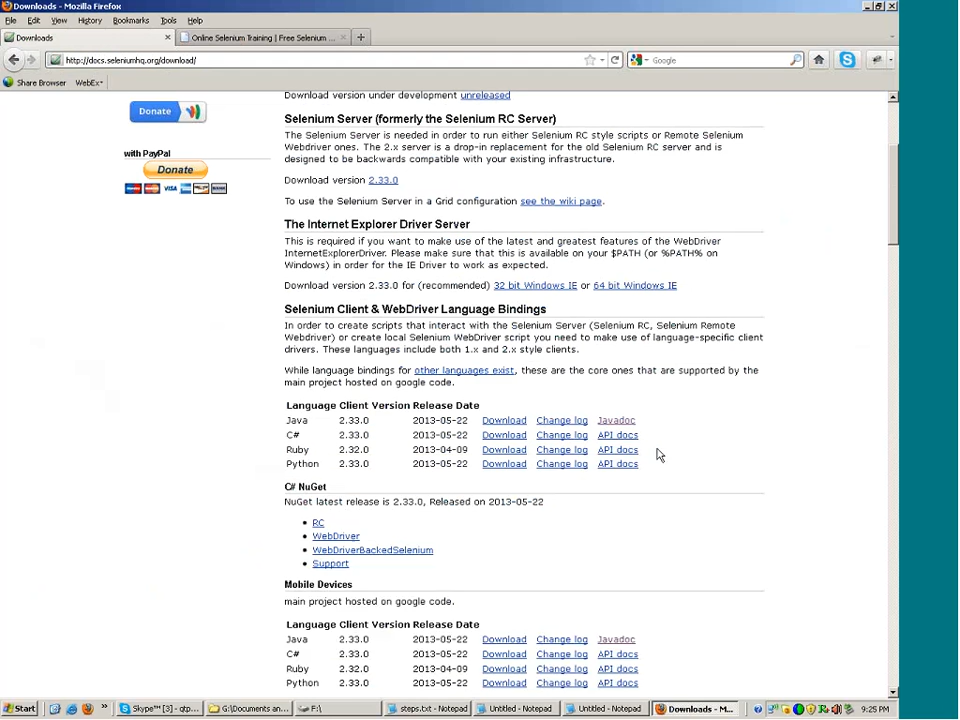 Downloads - Mozilla Firefox
File Edit View History Bookmarks Tools Help
Downloads × Online Selenium Training | Free Selenium ... ×
http://docs.seleniumhq.org/download/ Google
Share Browser WebEx
Download version under development unreleased
Donate
Selenium Server (formerly the Selenium RC Server)
The Selenium Server is needed in order to run either Selenium RC style scripts or Remote Selenium
Webdriver ones. The 2.x server is a drop-in replacement for the old Selenium RC server and is
designed to be backwards compatible with your existing infrastructure.
with PayPal
Donate
Download version 2.33.0
To use the Selenium Server in a Grid configuration see the wiki page.
The Internet Explorer Driver Server
This is required if you want to make use of the latest and greatest features of the WebDriver
InternetExplorerDriver. Please make sure that this is available on your $PATH (or %PATH% on
Windows) in order for the IE Driver to work as expected.
Download version 2.33.0 for (recommended) 32 bit Windows IE or 64 bit Windows IE
Selenium Client & WebDriver Language Bindings
In order to create scripts that interact with the Selenium Server (Selenium RC, Selenium Remote
Webdriver) or create local Selenium WebDriver script you need to make use of language-specific client
drivers. These languages include both 1.x and 2.x style clients.
While language bindings for other languages exist, these are the core ones that are supported by the
main project hosted on google code.
Language Client Version Release Date
Java 2.33.0 2013-05-22 Download Change log Javadoc
C# 2.33.0 2013-05-22 Download Change log API docs
Ruby 2.32.0 2013-04-09 Download Change log API docs
Python 2.33.0 2013-05-22 Download Change log API docs
C# NuGet
NuGet latest release is 2.33.0, Released on 2013-05-22
• RC
• WebDriver
• WebDriverBackedSelenium
• Support
Mobile Devices
main project hosted on google code.
Language Client Version Release Date
Java 2.33.0 2013-05-22 Download Change log Javadoc
C# 2.33.0 2013-05-22 Download Change log API docs
Ruby 2.32.0 2013-04-09 Download Change log API docs
Python 2.33.0 2013-05-22 Download Change log API docs
Start » Skype™ [3] - qtp... G:\Documents an... F:\ steps.txt - Notepad Untitled - Notepad Untitled - Notepad Downloads - M... 9:25 PM